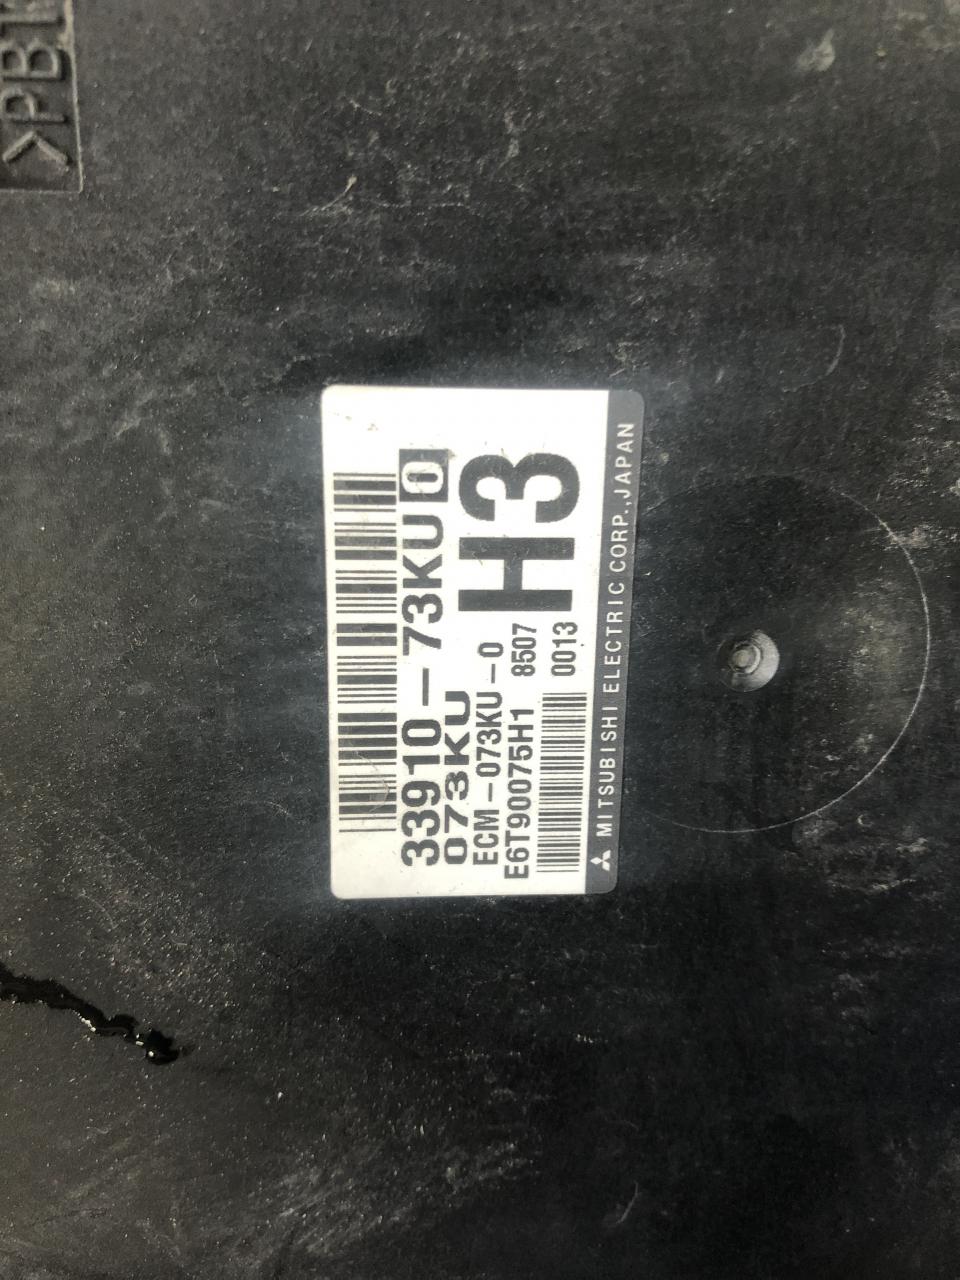 33910-73KU0
073KU
ECM-073KU-0
E6T90075H1 8507
0013
H3
MITSUBISHI ELECTRIC CORP.,JAPAN